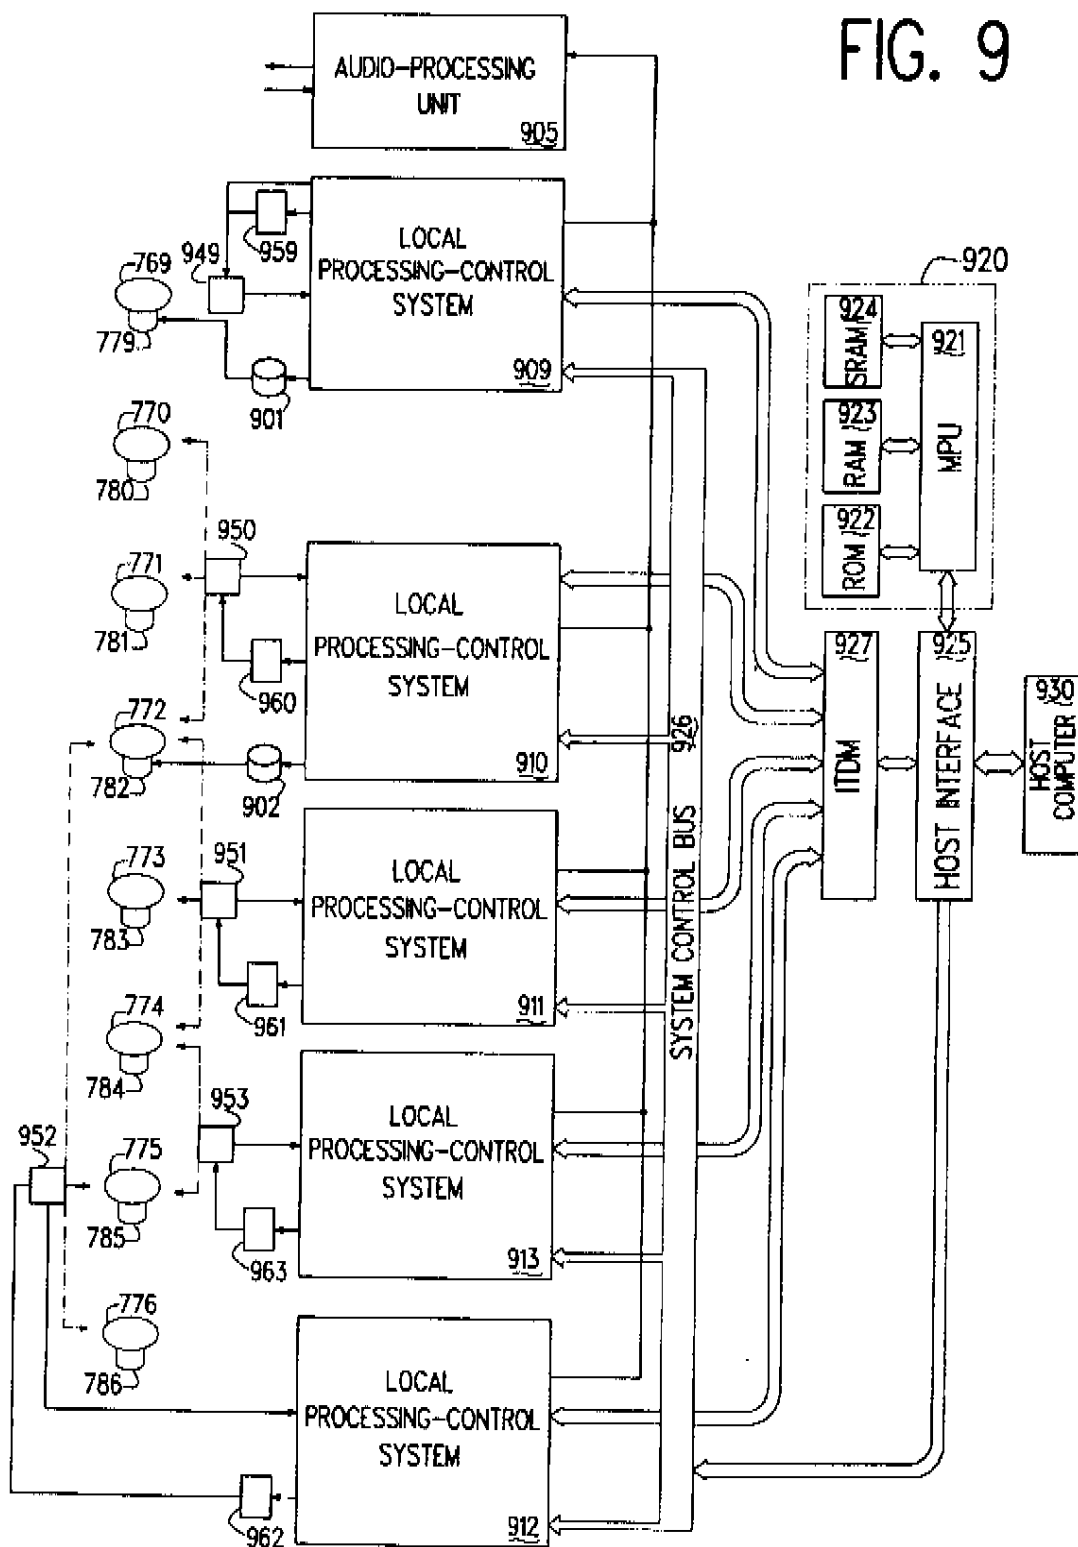 FIG. 9
AUDIO-PROCESSING
UNIT
905
LOCAL
PROCESSING-CONTROL
SYSTEM
909
959
949
769
779
901
770
780
950
771
781
960
LOCAL
PROCESSING-CONTROL
SYSTEM
910
772
782
902
951
773
783
961
LOCAL
PROCESSING-CONTROL
SYSTEM
911
774
784
953
952
775
785
963
LOCAL
PROCESSING-CONTROL
SYSTEM
913
776
786
LOCAL
PROCESSING-CONTROL
SYSTEM
912
962
SYSTEM CONTROL BUS
926
920
SRAM
924
RAM
923
ROM
922
MPU
921
ITDM
927
HOST INTERFACE
925
HOST
COMPUTER
930